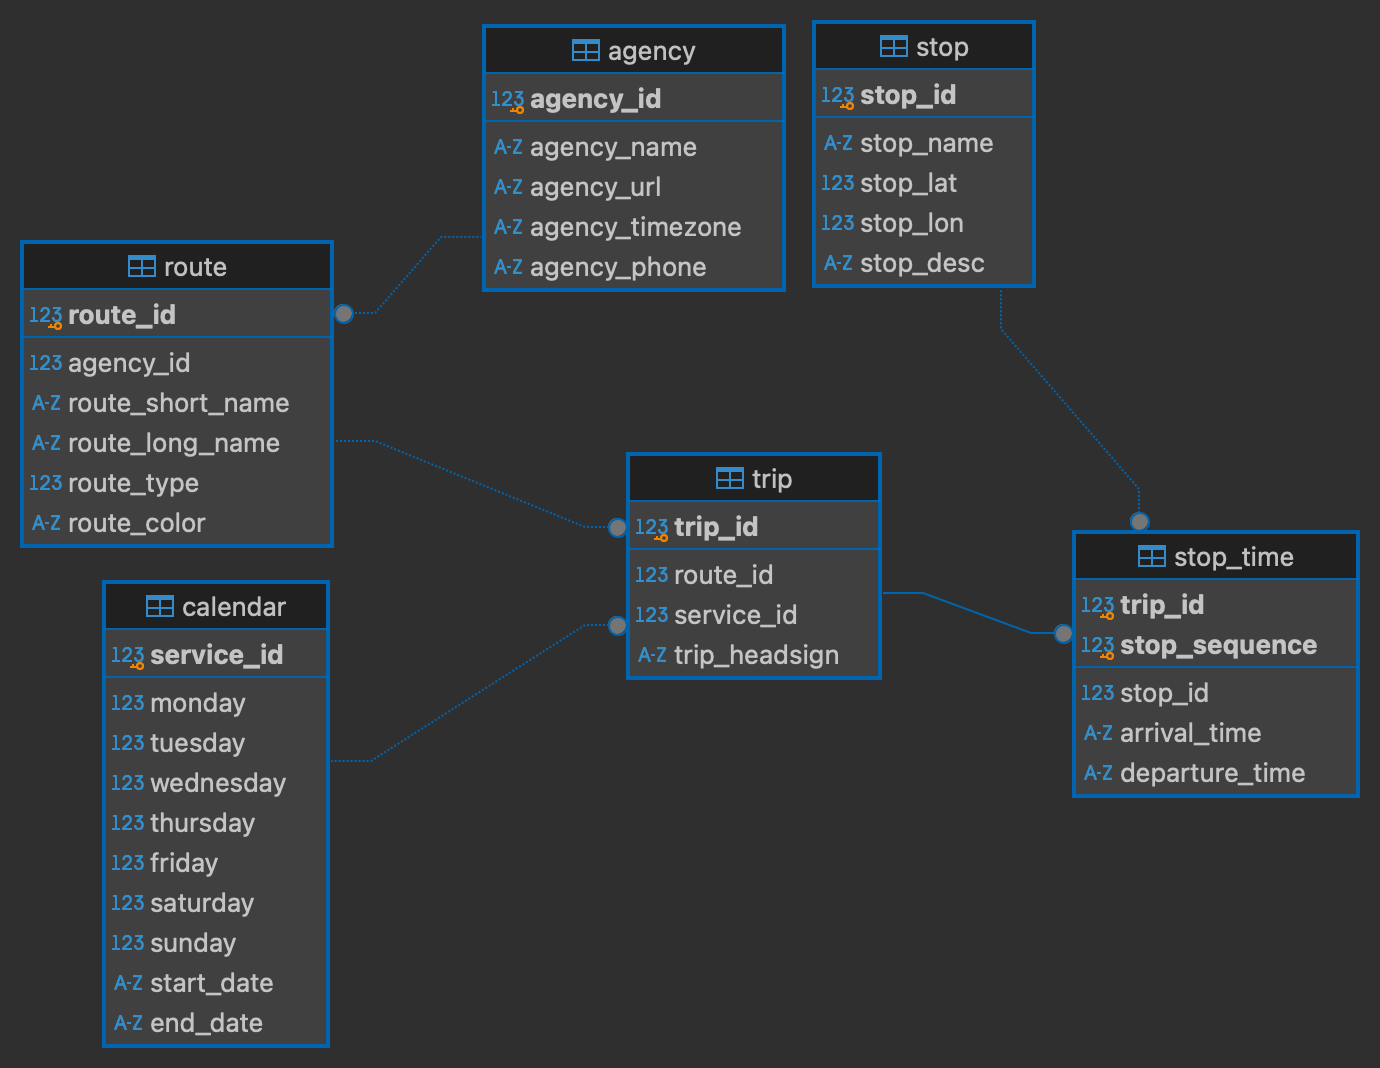 agency
123 agency_id
A-Z agency_name
A-Z agency_url
A-Z agency_timezone
A-Z agency_phone
stop
123 stop_id
A-Z stop_name
123 stop_lat
123 stop_lon
A-Z stop_desc
route
123 route_id
123 agency_id
A-Z route_short_name
A-Z route_long_name
123 route_type
A-Z route_color
trip
123 trip_id
123 route_id
123 service_id
A-Z trip_headsign
stop_time
123 trip_id
123 stop_sequence
123 stop_id
A-Z arrival_time
A-Z departure_time
calendar
123 service_id
123 monday
123 tuesday
123 wednesday
123 thursday
123 friday
123 saturday
123 sunday
A-Z start_date
A-Z end_date